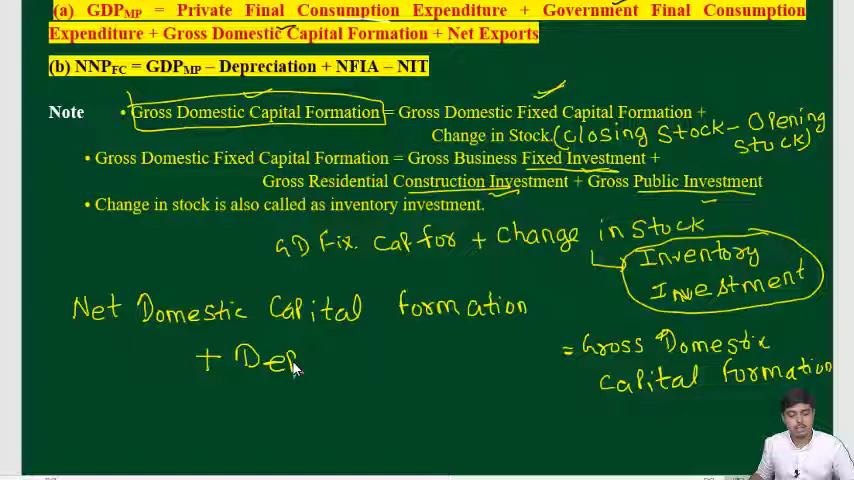 (a) GDPMP = Private Final Consumption Expenditure + Government Final Consumption
Expenditure + Gross Domestic Capital Formation + Net Exports
(b) NNPFC = GDPMP – Depreciation + NFIA – NIT
Note • Gross Domestic Capital Formation = Gross Domestic Fixed Capital Formation +
Change in Stock. (Closing Stock - Opening
Stock)
• Gross Domestic Fixed Capital Formation = Gross Business Fixed Investment +
Gross Residential Construction Investment + Gross Public Investment
• Change in stock is also called as inventory investment.
GD Fix. Cap for + Change in Stock
Inventory
Investment
Net Domestic Capital formation
+ Dep
= Gross Domestic
Capital formation